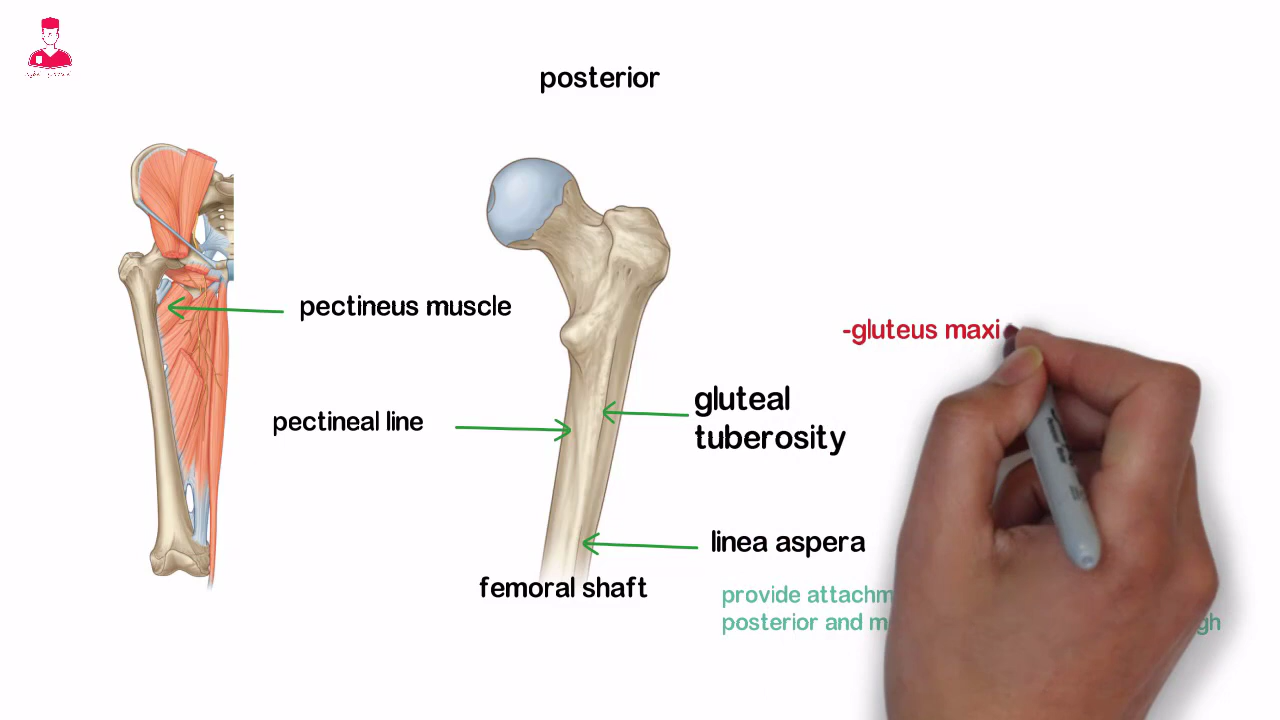 posterior
pectineus muscle
-gluteus maxi
gluteal
tuberosity
pectineal line
linea aspera
femoral shaft
provide attachm
posterior and m gh